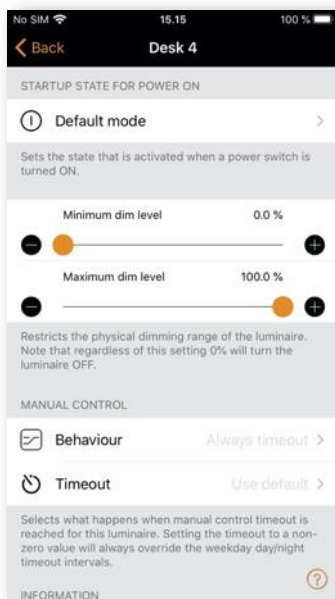 No SIM 15.15 100 %
Back Desk 4
STARTUP STATE FOR POWER ON
Default mode
Sets the state that is activated when a power switch is
turned ON.
Minimum dim level 0.0 %
Maximum dim level 100.0 %
Restricts the physical dimming range of the luminaire.
Note that regardless of this setting 0% will turn the
luminaire OFF.
MANUAL CONTROL
Behaviour Always timeout
Timeout Use default
Selects what happens when manual control timeout is
reached for this luminaire. Setting the timeout to a non-
zero value will always override the weekday day/night
timeout intervals.
?
INFORMATION